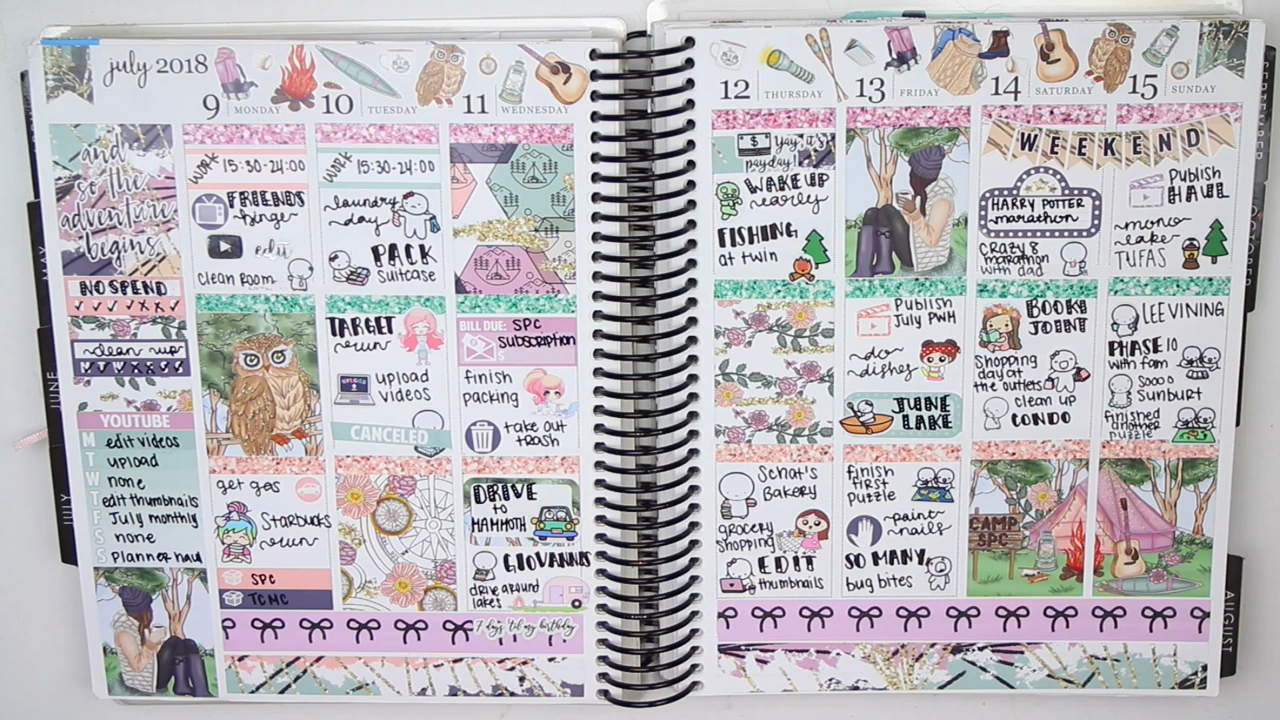 july 2018
9 MONDAY
10 TUESDAY
11 WEDNESDAY
and
so the
adventure
begins
NO SPEND
clean up
YOUTUBE
M edit videos
T upload
W none
T edit thumbnails
F July monthly
S none
S planner haul
work 15:30-24:00
FRIENDS
binge
edit
clean room
get gas
Starbucks
run
SPC
TCMC
work 15:30-24:00
laundry
day
PACK
suitcase
TARGET
run
UPLOAD
upload
videos
CANCELED
BILL DUE: SPC
subscriptions
finish
packing
take out
trash
DRIVE
to
MAMMOTH
GIOVANNIS
drive around
lakes
7 days 'til my birthday
12 THURSDAY
13 FRIDAY
14 SATURDAY
15 SUNDAY
yay, it's
payday!
WAKE UP
early
FISHING
at twin
Schat's
Bakery
grocery
shopping
EDIT
thumbnails
Publish
July PWM
do
dishes
JUNE
LAKE
finish
first
puzzle
paint
nails
SO MANY
bug bites
WEEKEND
HARRY POTTER
marathon
crazy 8
marathon
with dad
BOOKS
JOINT
Shopping
day at
the outlets
clean up
CONDO
CAMP
SPC
Publish
HAUL
mono
lake
TUFAS
LEE VINING
PHASE 10
with fam
Soooo
Sunburt
finished
another
puzzle
MAY
JUNE
JULY
SEPTEMBER
OCTOBER
AUGUST